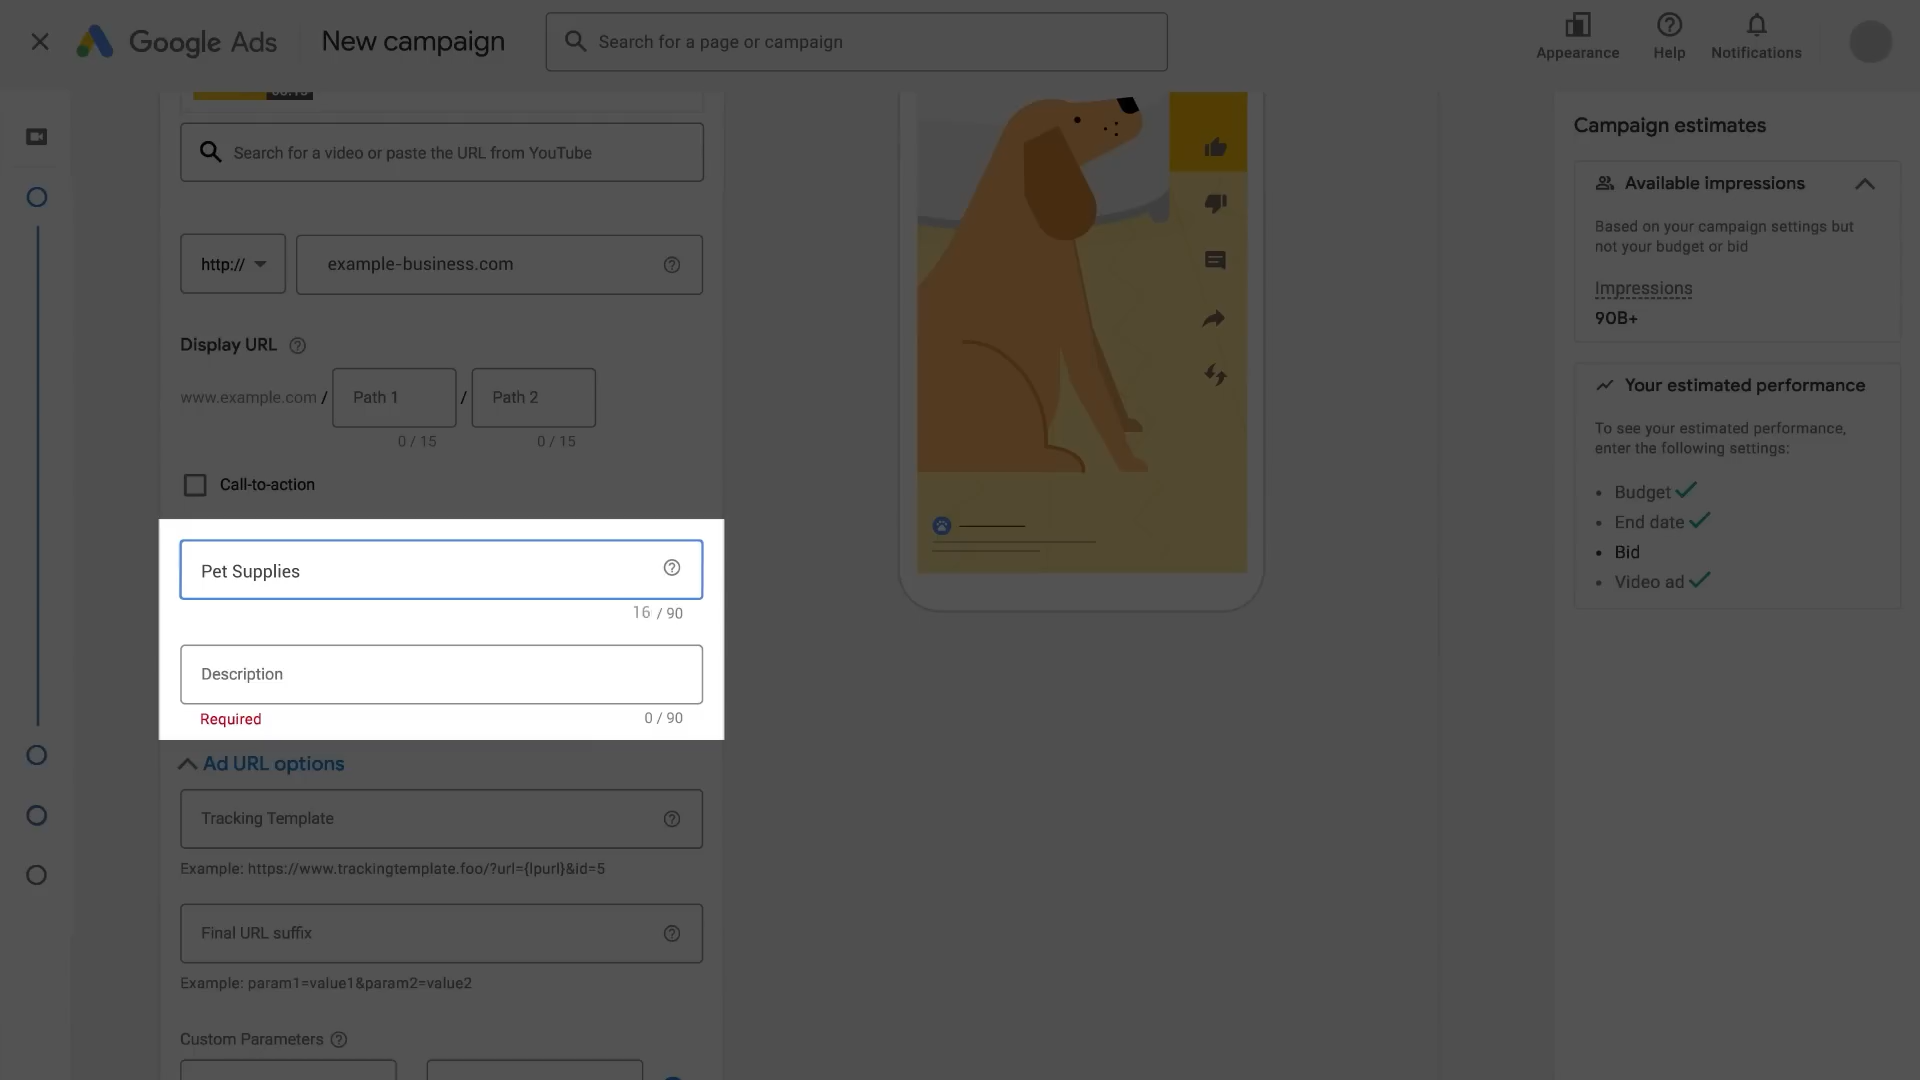 Google Ads
New campaign
Search for a page or campaign
Appearance
Help
Notifications
Search for a video or paste the URL from YouTube
http://
example-business.com
Display URL
www.example.com / Path 1 / Path 2
0 / 15
0 / 15
Call-to-action
Pet Supplies
16 / 90
Description
Required
0 / 90
Ad URL options
Tracking Template
Example: https://www.trackingtemplate.foo/?url={lpurl}&id=5
Final URL suffix
Example: param1=value1&param2=value2
Custom Parameters
Campaign estimates
Available impressions
Based on your campaign settings but
not your budget or bid
Impressions
90B+
Your estimated performance
To see your estimated performance,
enter the following settings:
• Budget
• End date
• Bid
• Video ad